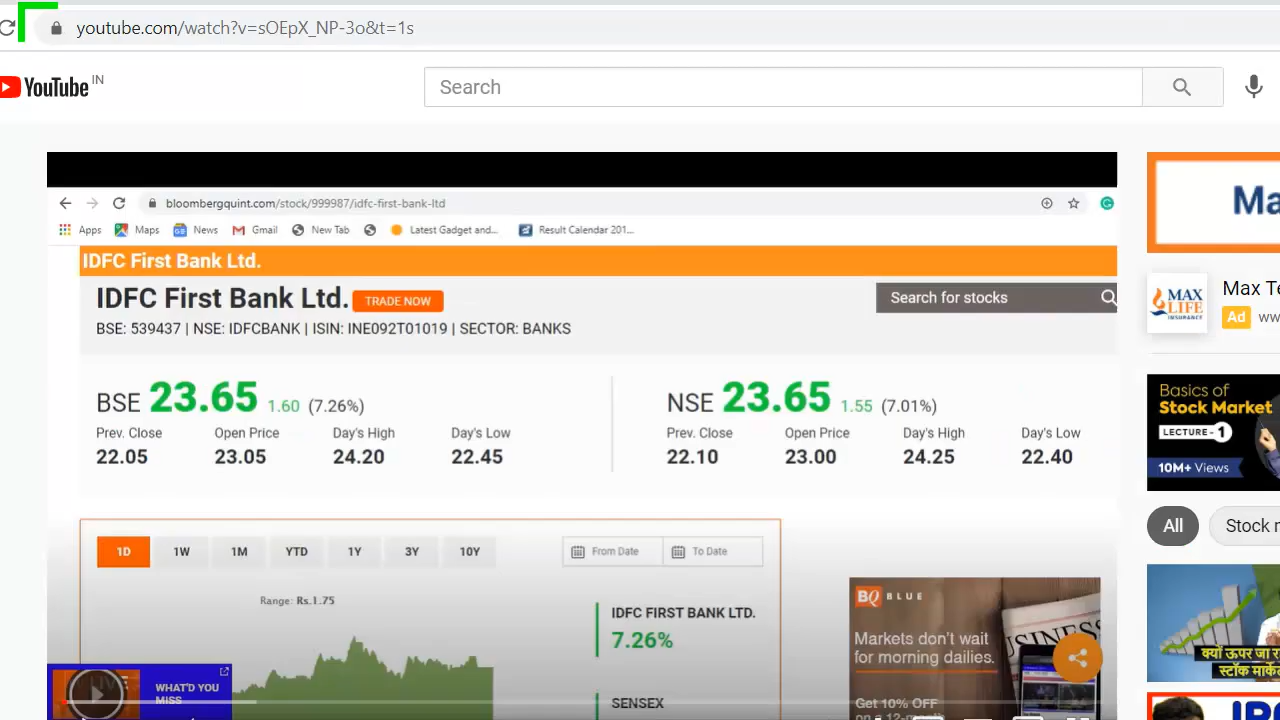 youtube.com/watch?v=sOEpX_NP-3o&t=1s
YouTube IN
Search
bloombergquint.com/stock/999987/idfc-first-bank-ltd
Apps Maps News Gmail New Tab Latest Gadget and... Result Calendar 201...
IDFC First Bank Ltd.
IDFC First Bank Ltd. TRADE NOW
Search for stocks
BSE: 539437 | NSE: IDFCBANK | ISIN: INE092T01019 | SECTOR: BANKS
BSE 23.65 1.60 (7.26%)
Prev. Close Open Price Day's High Day's Low
22.05 23.05 24.20 22.45
NSE 23.65 1.55 (7.01%)
Prev. Close Open Price Day's High Day's Low
22.10 23.00 24.25 22.40
1D 1W 1M YTD 1Y 3Y 10Y
From Date To Date
Range: Rs.1.75
IDFC FIRST BANK LTD.
7.26%
SENSEX
WHAT'D YOU
MISS
BQ BLUE
Markets don't wait
for morning dailies.
Get 10% OFF
Ma
MAX
LIFE
INSURANCE
Max Te
Ad ww
Basics of
Stock Market
LECTURE - 1
10M+ Views
All
Stock
क्यों ऊपर जा र
स्टॉक मार्के